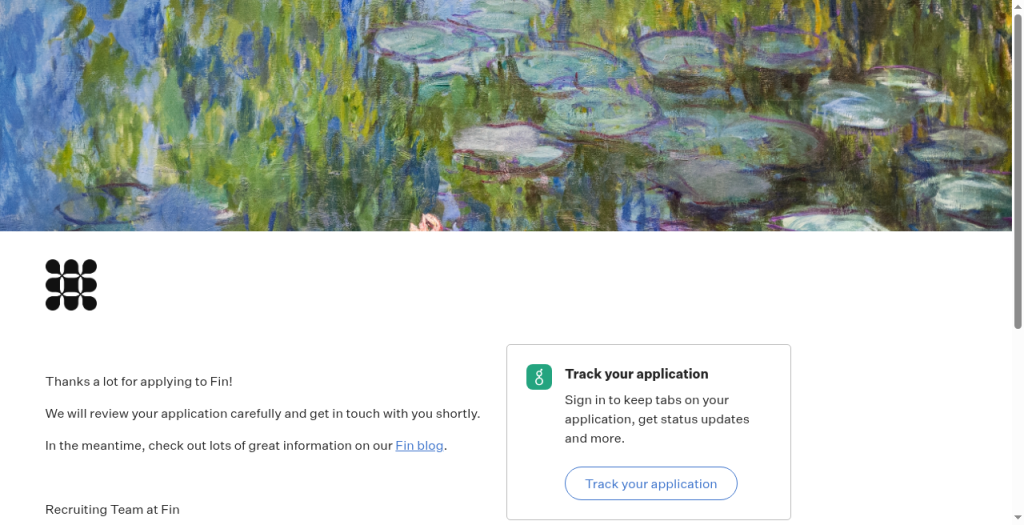 Thanks a lot for applying to Fin!
We will review your application carefully and get in touch with you shortly.
In the meantime, check out lots of great information on our Fin blog.
Recruiting Team at Fin
Track your application
Sign in to keep tabs on your
application, get status updates
and more.
Track your application